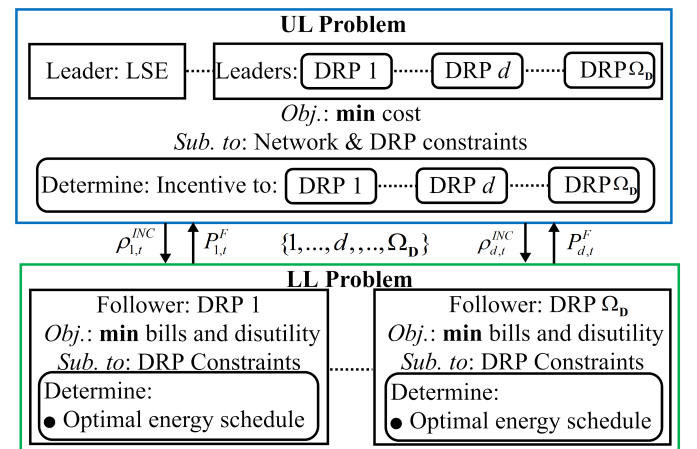 UL Problem
Leader: LSE
Leaders: DRP 1 DRP d DRP Ω_D
Obj.: min cost
Sub. to: Network & DRP constraints
Determine: Incentive to: DRP 1 DRP d DRP Ω_D
ρ_{1,t}^{INC} P_{1,t}^{F} {1,...,d,,..,Ω_D} ρ_{d,t}^{INC} P_{d,t}^{F}
LL Problem
Follower: DRP 1
Obj.: min bills and disutility
Sub. to: DRP Constraints
Determine:
● Optimal energy schedule
Follower: DRP Ω_D
Obj.: min bills and disutility
Sub. to: DRP Constraints
Determine:
● Optimal energy schedule